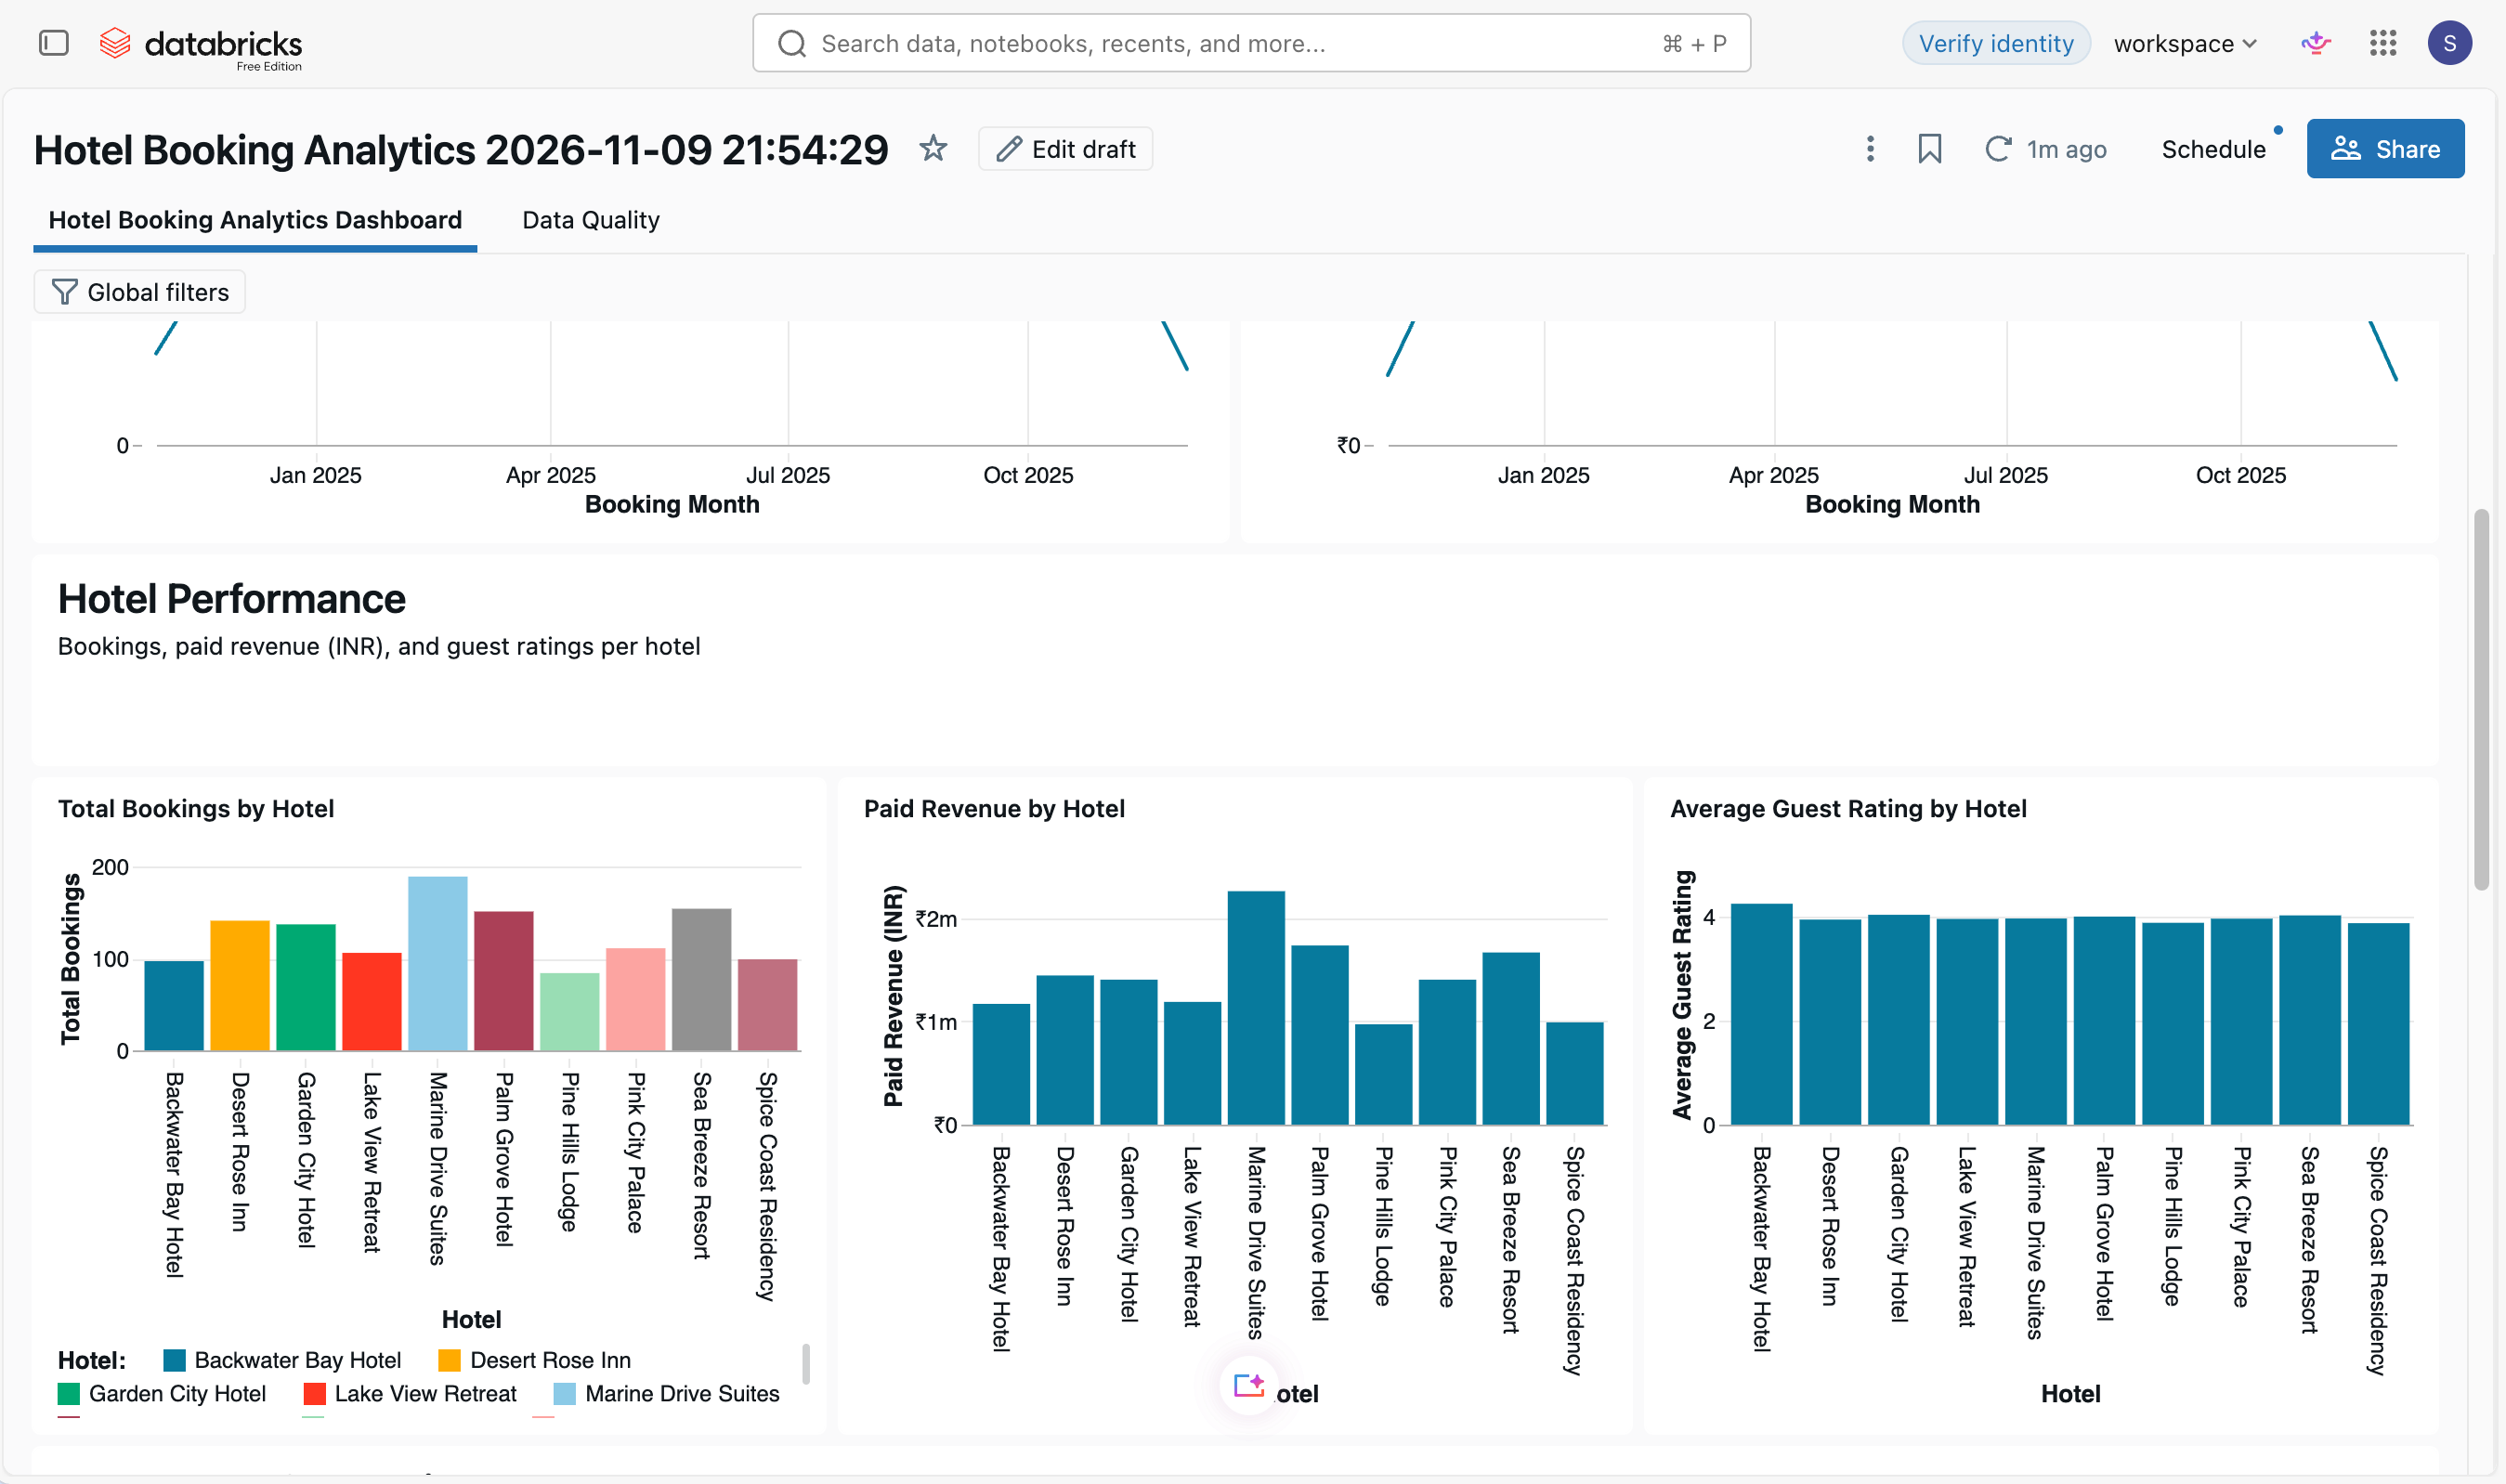 databricks
Free Edition
Search data, notebooks, recents, and more...
⌘ + P
Verify identity
workspace
S
Hotel Booking Analytics 2026-11-09 21:54:29
Edit draft
1m ago
Schedule
Share
Hotel Booking Analytics Dashboard
Data Quality
Global filters
0
Jan 2025
Apr 2025
Jul 2025
Oct 2025
Booking Month
₹0
Jan 2025
Apr 2025
Jul 2025
Oct 2025
Booking Month
Hotel Performance
Bookings, paid revenue (INR), and guest ratings per hotel
Total Bookings by Hotel
Total Bookings
200
100
0
Backwater Bay Hotel
Desert Rose Inn
Garden City Hotel
Lake View Retreat
Marine Drive Suites
Palm Grove Hotel
Pine Hills Lodge
Pink City Palace
Sea Breeze Resort
Spice Coast Residency
Hotel
Hotel:
Backwater Bay Hotel
Desert Rose Inn
Garden City Hotel
Lake View Retreat
Marine Drive Suites
Paid Revenue by Hotel
Paid Revenue (INR)
₹2m
₹1m
₹0
Backwater Bay Hotel
Desert Rose Inn
Garden City Hotel
Lake View Retreat
Marine Drive Suites
Palm Grove Hotel
Pine Hills Lodge
Pink City Palace
Sea Breeze Resort
Spice Coast Residency
otel
Average Guest Rating by Hotel
Average Guest Rating
4
2
0
Backwater Bay Hotel
Desert Rose Inn
Garden City Hotel
Lake View Retreat
Marine Drive Suites
Palm Grove Hotel
Pine Hills Lodge
Pink City Palace
Sea Breeze Resort
Spice Coast Residency
Hotel